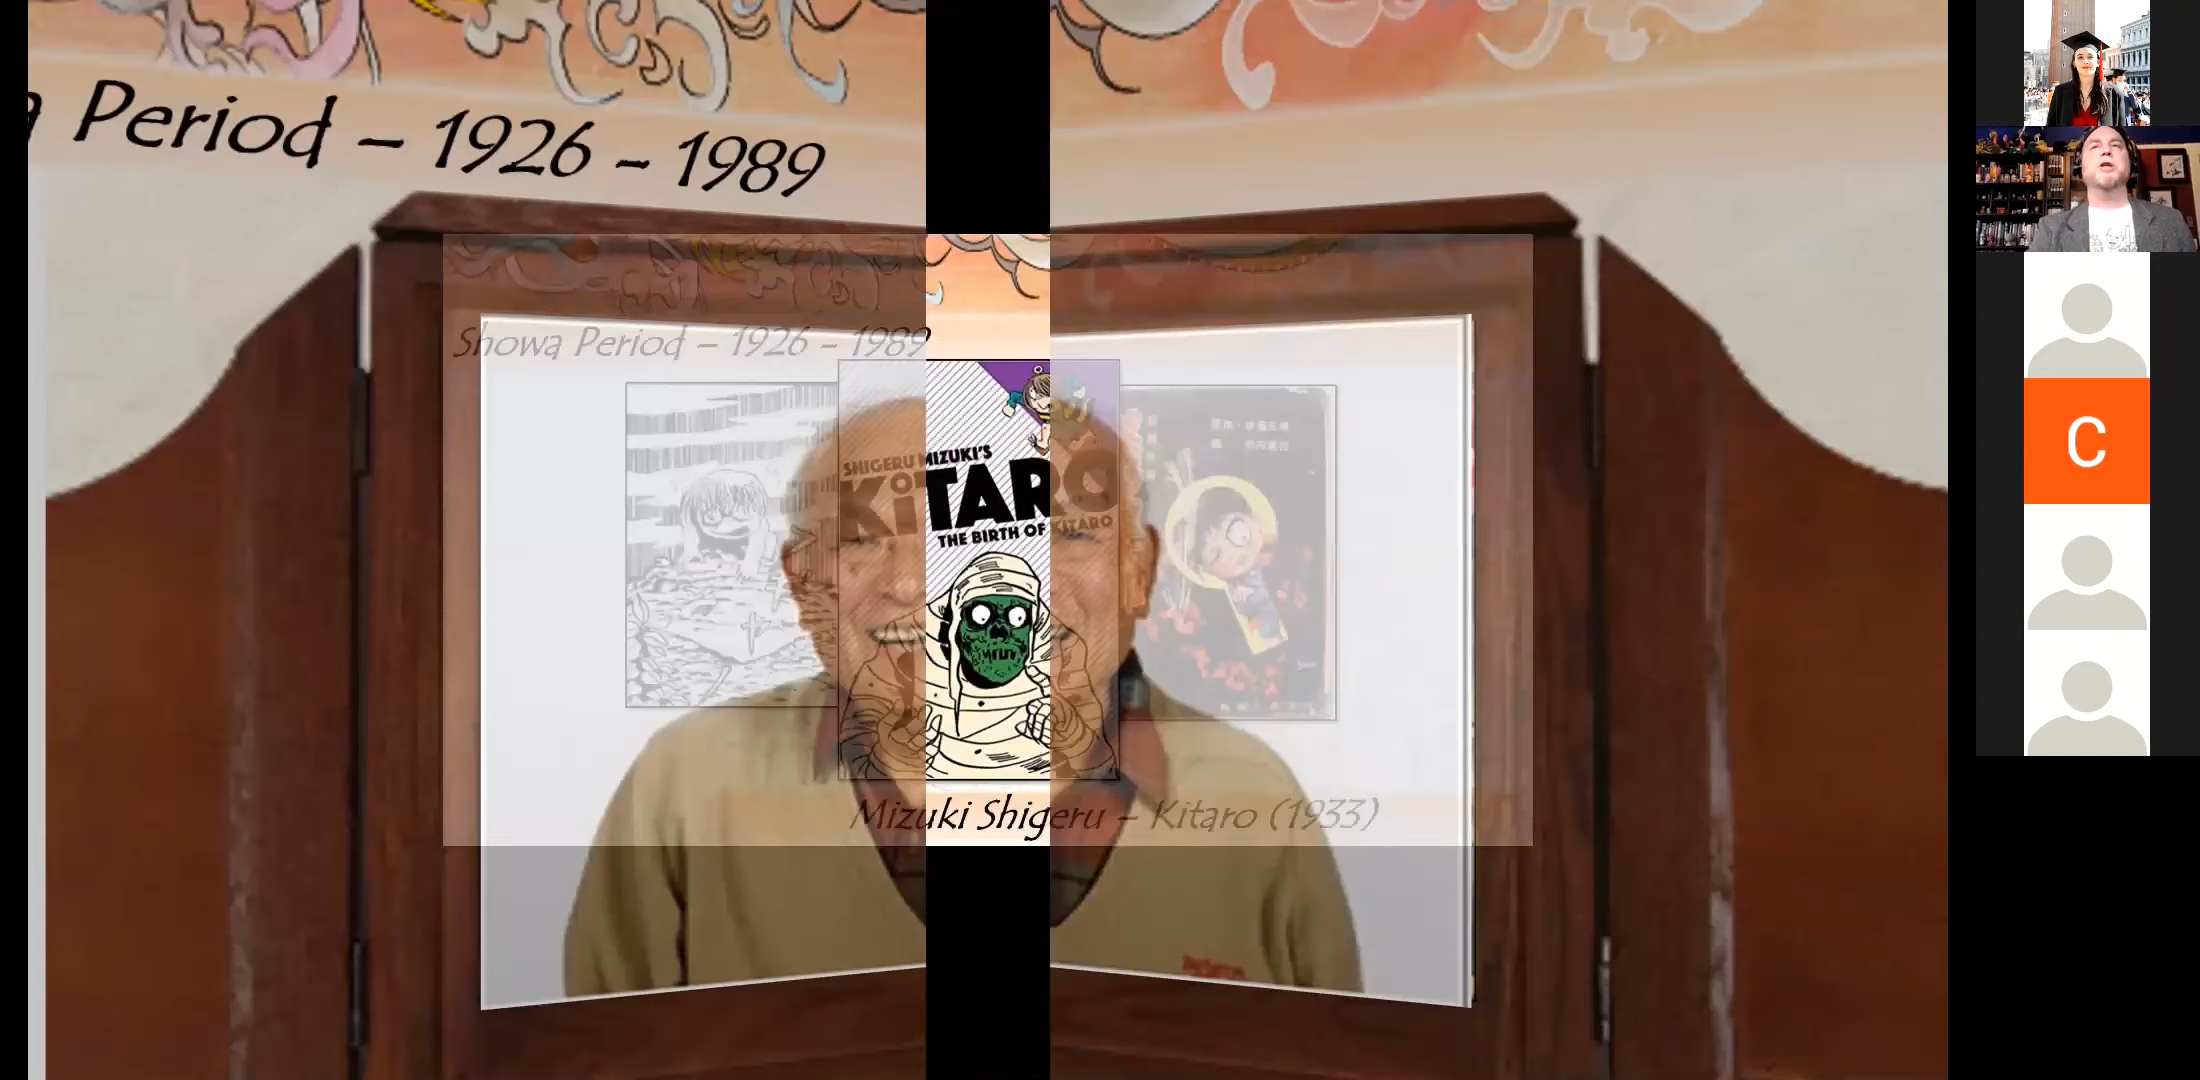 a Period – 1926 – 1989
Showa Period – 1926 – 1989
SHIGERU MIZUKI'S
KiTARO
THE BIRTH OF KITARO
Mizuki Shigeru – Kitaro (1933)
C